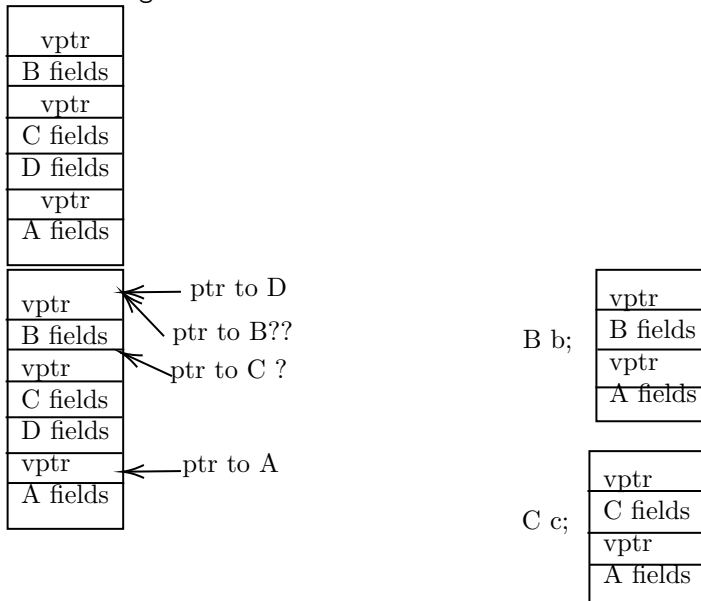 vptr
B fields
vptr
C fields
D fields
vptr
A fields
vptr
B fields
vptr
C fields
D fields
vptr
A fields
ptr to D
ptr to B??
ptr to C ?
ptr to A
B b;
vptr
B fields
vptr
A fields
C c;
vptr
C fields
vptr
A fields